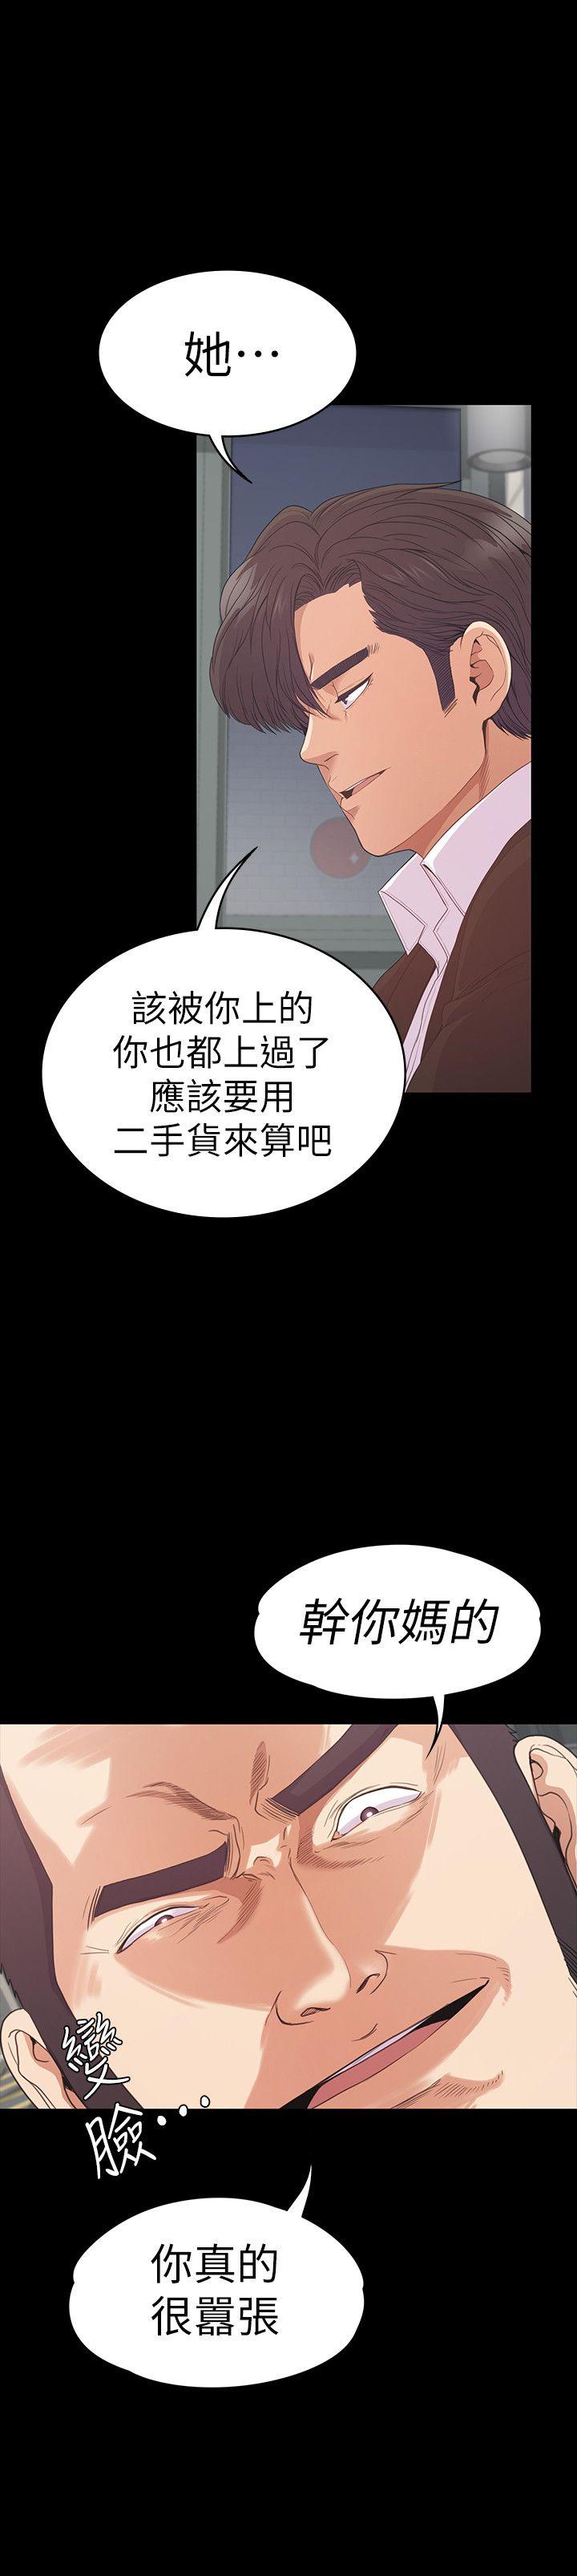 她…
該被你上的
你也都上過了
應該要用
二手貨來算吧
幹你媽的
變
臉…
你真的
很囂張